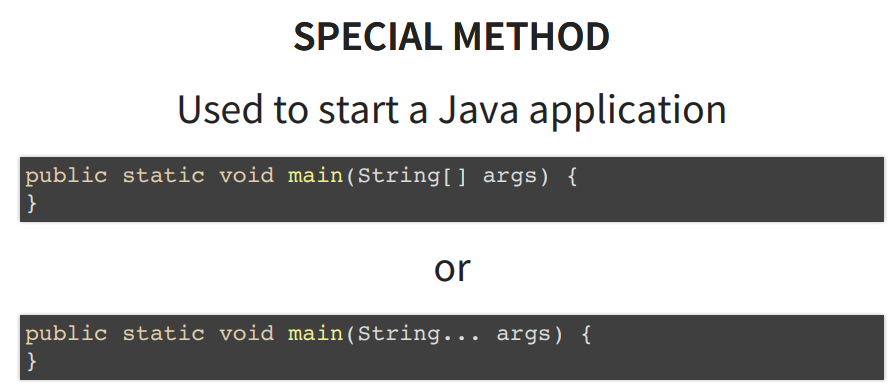 SPECIAL METHOD
Used to start a Java application
public static void main(String[] args) {
}
or
public static void main(String... args) {
}